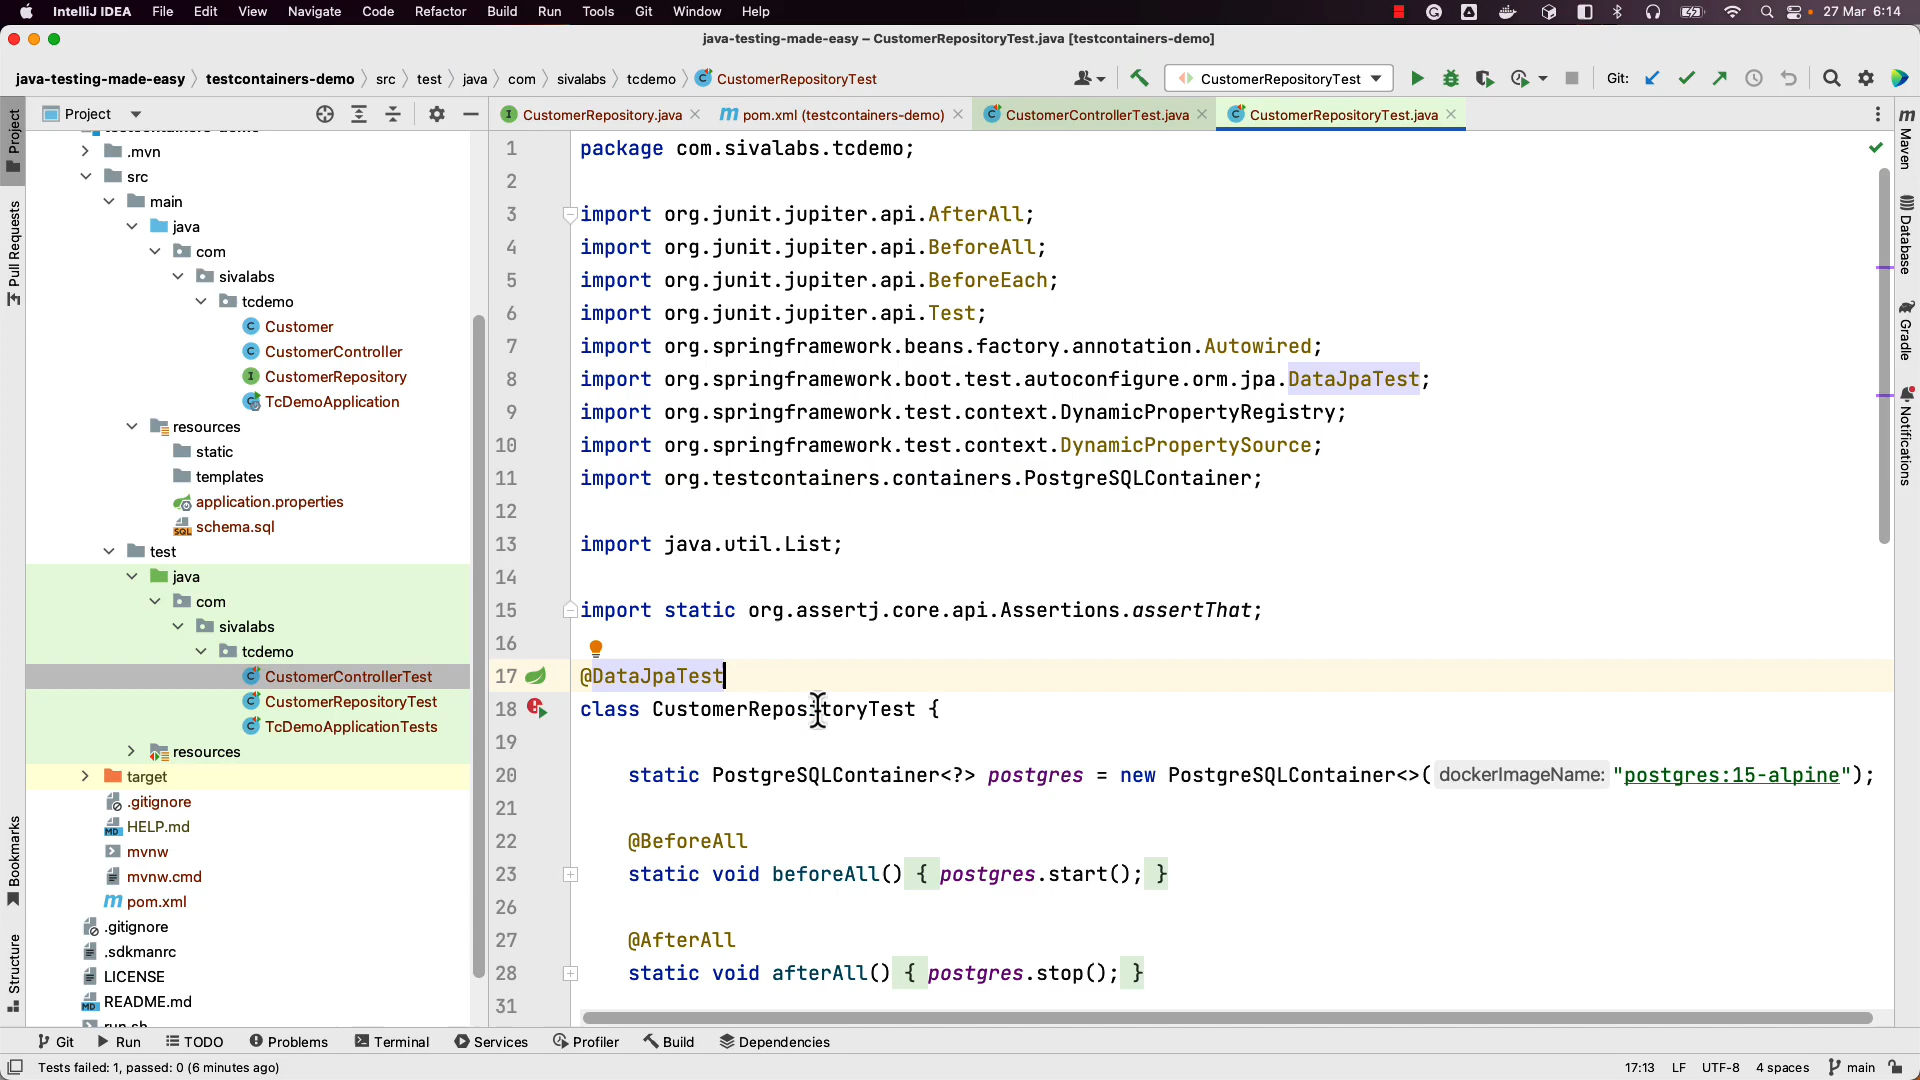 IntelliJ IDEA File Edit View Navigate Code Refactor Build Run Tools Git Window Help 27 Mar 6:14
java-testing-made-easy – CustomerRepositoryTest.java [testcontainers-demo]
java-testing-made-easy testcontainers-demo src test java com sivalabs tcdemo CustomerRepositoryTest CustomerRepositoryTest Git:
Project CustomerRepository.java pom.xml (testcontainers-demo) CustomerControllerTest.java CustomerRepositoryTest.java
Project
Pull Requests
Bookmarks
Structure
.mvn
src
main
java
com
sivalabs
tcdemo
Customer
CustomerController
CustomerRepository
TcDemoApplication
resources
static
templates
application.properties
schema.sql
test
java
com
sivalabs
tcdemo
CustomerControllerTest
CustomerRepositoryTest
TcDemoApplicationTests
resources
target
.gitignore
HELP.md
mvnw
mvnw.cmd
pom.xml
.gitignore
.sdkmanrc
LICENSE
README.md
1 package com.sivalabs.tcdemo;
2
3 import org.junit.jupiter.api.AfterAll;
4 import org.junit.jupiter.api.BeforeAll;
5 import org.junit.jupiter.api.BeforeEach;
6 import org.junit.jupiter.api.Test;
7 import org.springframework.beans.factory.annotation.Autowired;
8 import org.springframework.boot.test.autoconfigure.orm.jpa.DataJpaTest;
9 import org.springframework.test.context.DynamicPropertyRegistry;
10 import org.springframework.test.context.DynamicPropertySource;
11 import org.testcontainers.containers.PostgreSQLContainer;
12
13 import java.util.List;
14
15 import static org.assertj.core.api.Assertions.assertThat;
16
17 @DataJpaTest
18 class CustomerRepositoryTest {
19
20 static PostgreSQLContainer<?> postgres = new PostgreSQLContainer<>( dockerImageName: "postgres:15-alpine");
21
22 @BeforeAll
23 static void beforeAll() { postgres.start(); }
26
27 @AfterAll
28 static void afterAll() { postgres.stop(); }
31
Maven
Database
Gradle
Notifications
Git Run TODO Problems Terminal Services Profiler Build Dependencies
Tests failed: 1, passed: 0 (6 minutes ago) 17:13 LF UTF-8 4 spaces main